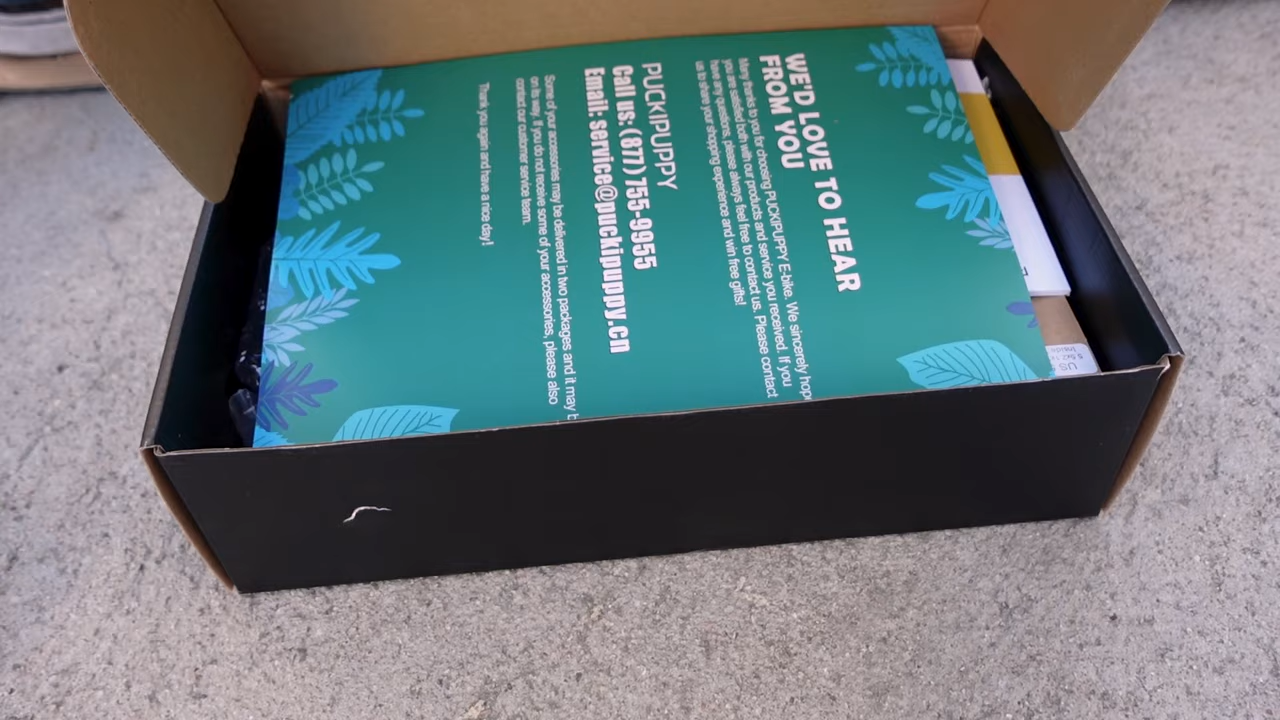 WE'D LOVE TO HEAR
FROM YOU
Many thanks to you for choosing PUCKIPUPPY E-bike. We sincerely hope
you are satisfied both with our products and service you received. If you
have any questions, please always feel free to contact us. Please contact
us to share your shopping experience and win free gifts!
PUCKIPUPPY
Call us: (877) 755-9955
Email: service@puckipuppy.cn
Some of your accessories may be delivered in two packages and it may b
on its way. If you do not receive some of your accessories, please also
contact our customer service team.
Thank you again and have a nice day!
US
Inside